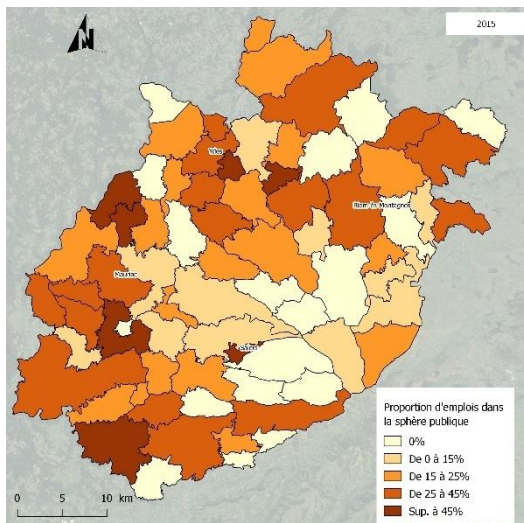 N
2015
Ydes
Riom-ès-Montagnes
Mauriac
Salers
Proportion d'emplois dans
la sphère publique
0%
De 0 à 15%
De 15 à 25%
De 25 à 45%
Sup. à 45%
0 5 10 km